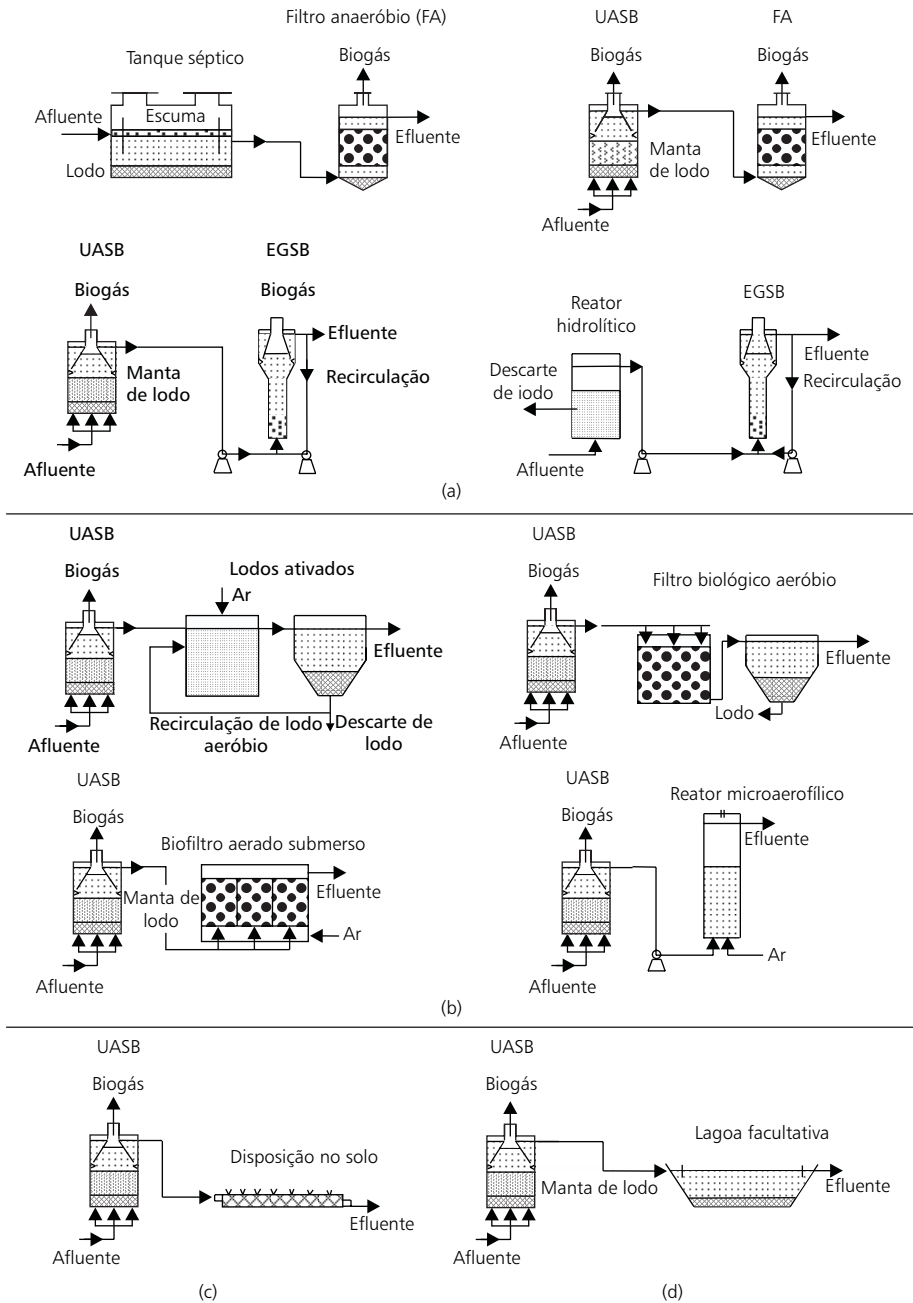 Filtro anaeróbio (FA)
Biogás
Tanque séptico
Afluente
Escuma
Efluente
Lodo
UASB
FA
Biogás
Biogás
Efluente
Manta
de lodo
Afluente
UASB
EGSB
Biogás
Biogás
Efluente
Manta
de lodo
Recirculação
Afluente
EGSB
Reator
hidrolítico
Efluente
Descarte
de iodo
Recirculação
Afluente
(a)
UASB
Biogás
Lodos ativados
Ar
Efluente
Recirculação de lodo
aeróbio
Descarte de
lodo
Afluente
UASB
Biogás
Filtro biológico aeróbio
Efluente
Lodo
Afluente
UASB
Biogás
Biofiltro aerado submerso
Efluente
Manta de
lodo
Ar
Afluente
UASB
Reator microaerofílico
Biogás
Efluente
Ar
Afluente
(b)
UASB
Biogás
Disposição no solo
Efluente
Afluente
(c)
UASB
Biogás
Lagoa facultativa
Manta de lodo
Efluente
Afluente
(d)